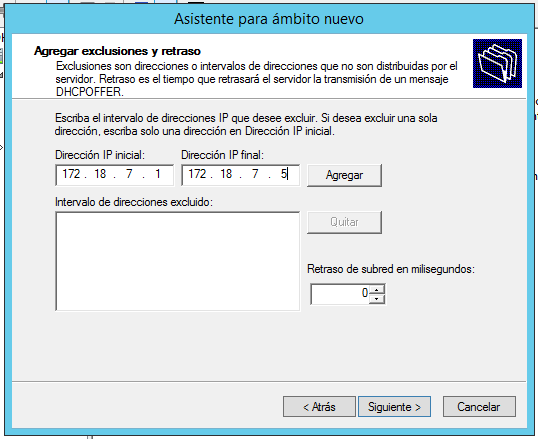 Asistente para ámbito nuevo
Agregar exclusiones y retraso
Exclusiones son direcciones o intervalos de direcciones que no son distribuidas por el
servidor. Retraso es el tiempo que retrasará el servidor la transmisión de un mensaje
DHCPOFFER.
Escriba el intervalo de direcciones IP que desee excluir. Si desea excluir una sola
dirección, escriba solo una dirección en Dirección IP inicial.
Dirección IP inicial: Dirección IP final:
172 . 18 . 7 . 1 172 . 18 . 7 . 5 Agregar
Intervalo de direcciones excluido:
Quitar
Retraso de subred en milisegundos:
0
< Atrás Siguiente > Cancelar